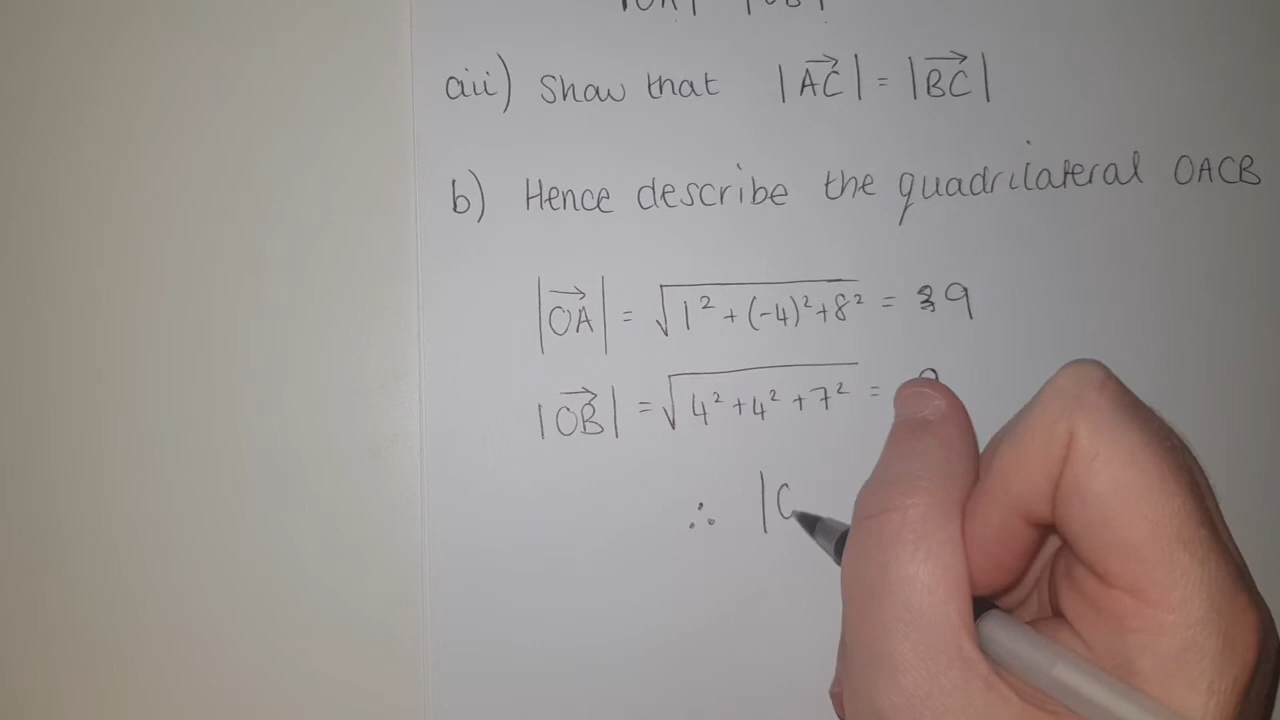 aii) Show that |AC| = |BC|
b) Hence describe the quadrilateral OACB
|OA| = √1² + (-4)² + 8² = 9
|OB| = √4² + 4² + 7² =
∴ |